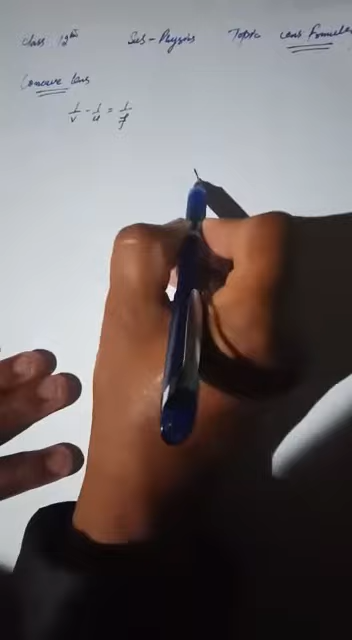 Class 12th Sub - Physics Topic Lens Formula
Concave lens
1/v - 1/u = 1/f